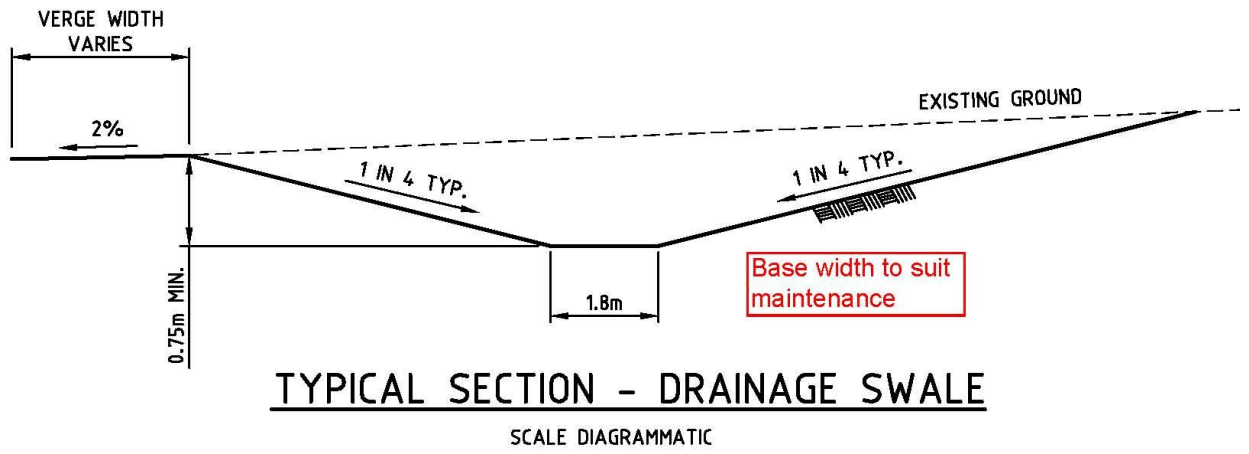 VERGE WIDTH
VARIES
2%
EXISTING GROUND
1 IN 4 TYP.
1 IN 4 TYP.
0.75m MIN.
1.8m
Base width to suit
maintenance
TYPICAL SECTION - DRAINAGE SWALE
SCALE DIAGRAMMATIC